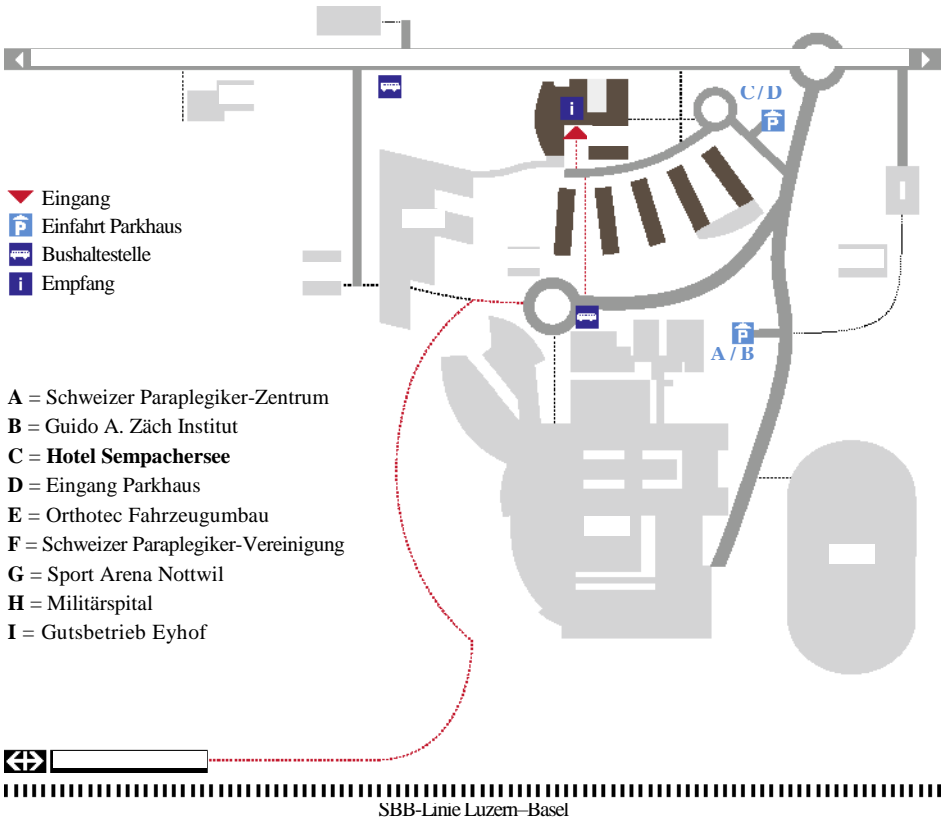 C/D
i
P
Eingang
P Einfahrt Parkhaus
Bushaltestelle
i Empfang
P
A / B
A = Schweizer Paraplegiker-Zentrum
B = Guido A. Zäch Institut
C = Hotel Sempachersee
D = Eingang Parkhaus
E = Orthotec Fahrzeugumbau
F = Schweizer Paraplegiker-Vereinigung
G = Sport Arena Nottwil
H = Militärspital
I = Gutsbetrieb Eyhof
SBB-Linie Luzern–Basel